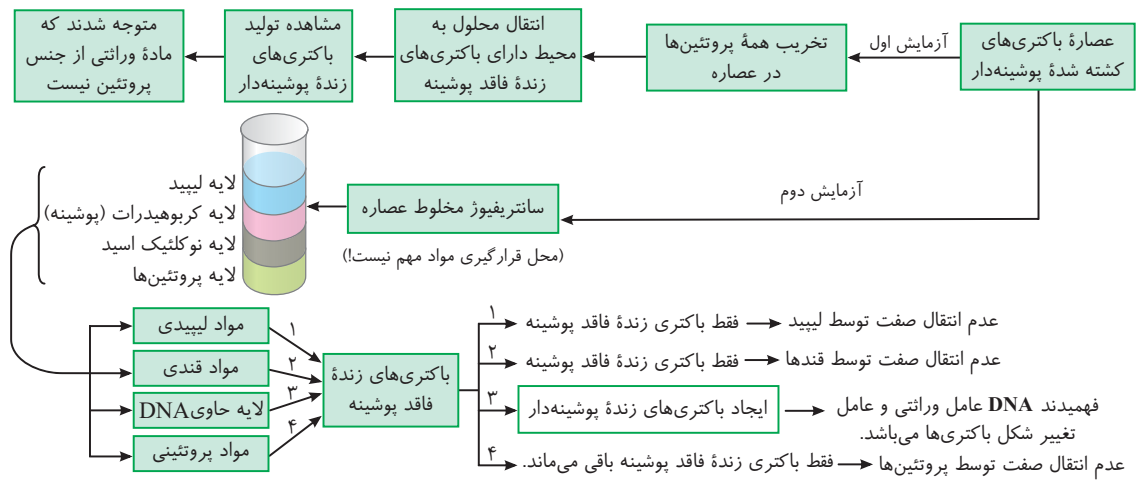 عصارهٔ باکتری‌های
کشته شدهٔ پوشینه‌دار
آزمایش اول
تخریب همهٔ پروتئین‌ها
در عصاره
انتقال محلول به
محیط دارای باکتری‌های
زندهٔ فاقد پوشینه
مشاهده تولید
باکتری‌های
زندهٔ پوشینه‌دار
متوجه شدند که
مادهٔ وراثتی از جنس
پروتئین نیست
آزمایش دوم
سانتریفیوژ مخلوط عصاره
(محل قرارگیری مواد مهم نیست!)
لایه لیپید
لایه کربوهیدرات (پوشینه)
لایه نوکلئیک اسید
لایه پروتئین‌ها
مواد لیپیدی
مواد قندی
لایه حاوی DNA
مواد پروتئینی
۱
۲
۳
۴
باکتری‌های زندهٔ
فاقد پوشینه
۱
فقط باکتری زندهٔ فاقد پوشینه
عدم انتقال صفت توسط لیپید
۲
فقط باکتری زندهٔ فاقد پوشینه
عدم انتقال صفت توسط قندها
۳
ایجاد باکتری‌های زندهٔ پوشینه‌دار
فهمیدند DNA عامل وراثتی و عامل
تغییر شکل باکتری‌ها می‌باشد.
۴
فقط باکتری زندهٔ فاقد پوشینه باقی می‌ماند.
عدم انتقال صفت توسط پروتئین‌ها